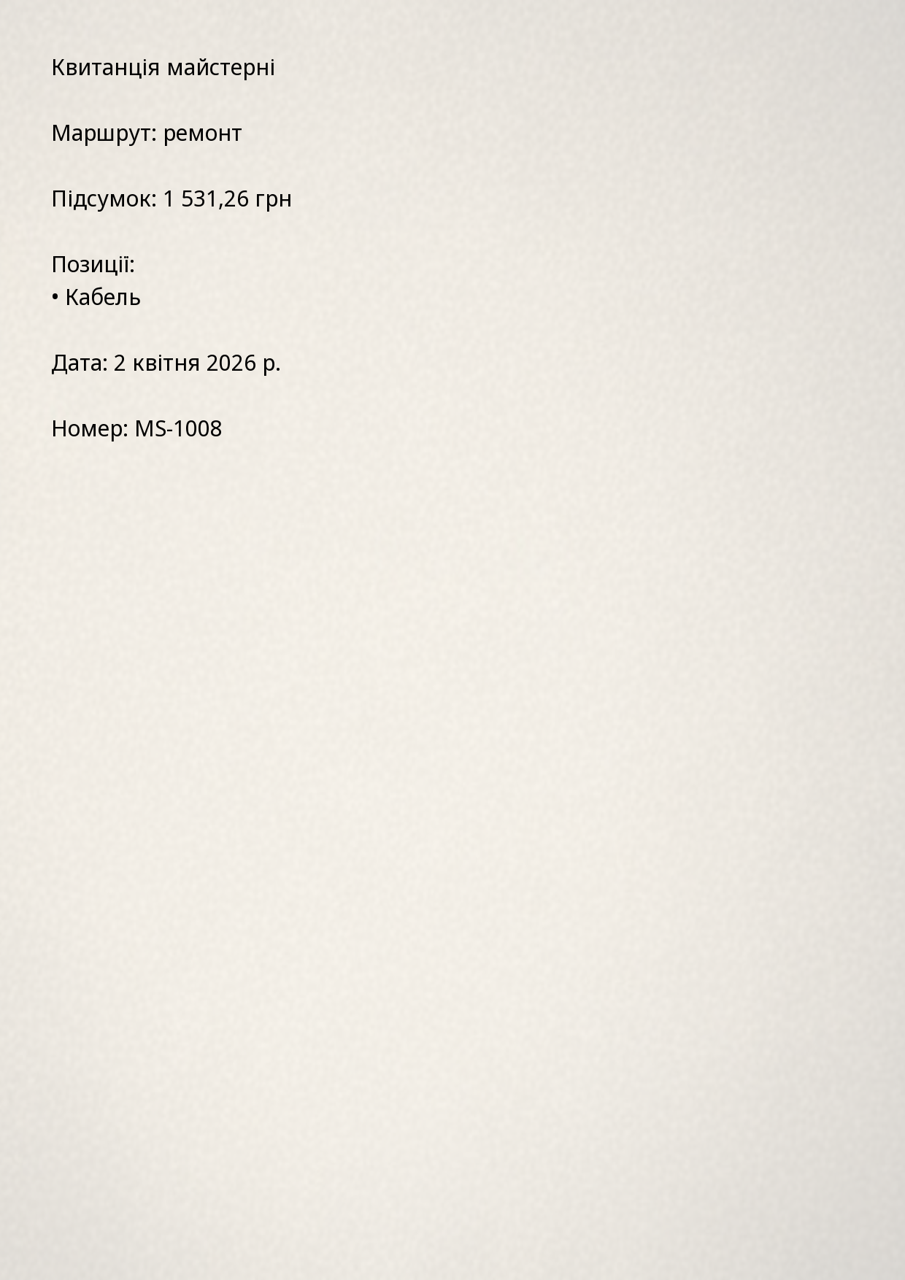 Квитанція майстерні
Маршрут: ремонт
Підсумок: 1 531,26 грн
Позиції:
• Кабель
Дата: 2 квітня 2026 р.
Номер: MS-1008